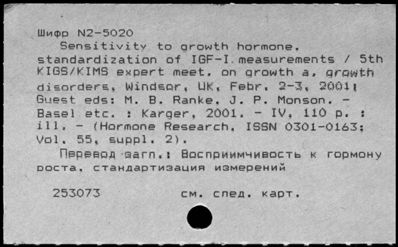 Шифр N2-5020
Sensitivity to growth hormone,
standardization of IGF-I measurements / 5th
KIGS/KIMS expert meet. on growth a. growth
disorders, Windsor, UK, Febr. 2-3, 2001;
Guest eds: M. B. Ranke, J. P. Monson. -
Basel etc. : Karger, 2001. - IV, 110 p. :
ill. - (Hormone Research, ISSN 0301-0163;
Vol. 55, suppl. 2).
Перевод загл.: Восприимчивость к гормону
роста, стандартизация измерений
253073 см. след. карт.